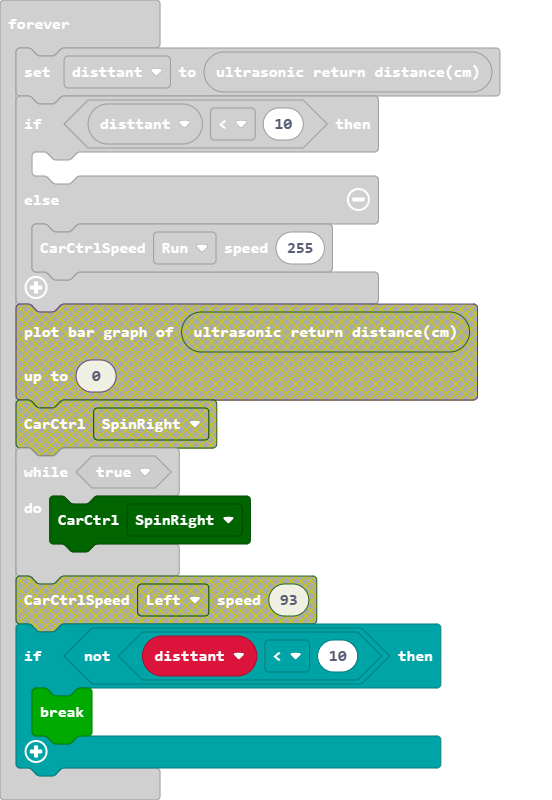 forever
set disttant to ultrasonic return distance(cm)
if disttant < 10 then
else
CarCtrlSpeed Run speed 255
plot bar graph of ultrasonic return distance(cm)
up to 0
CarCtrl SpinRight
while true
do CarCtrl SpinRight
CarCtrlSpeed Left speed 93
if not disttant < 10 then
break